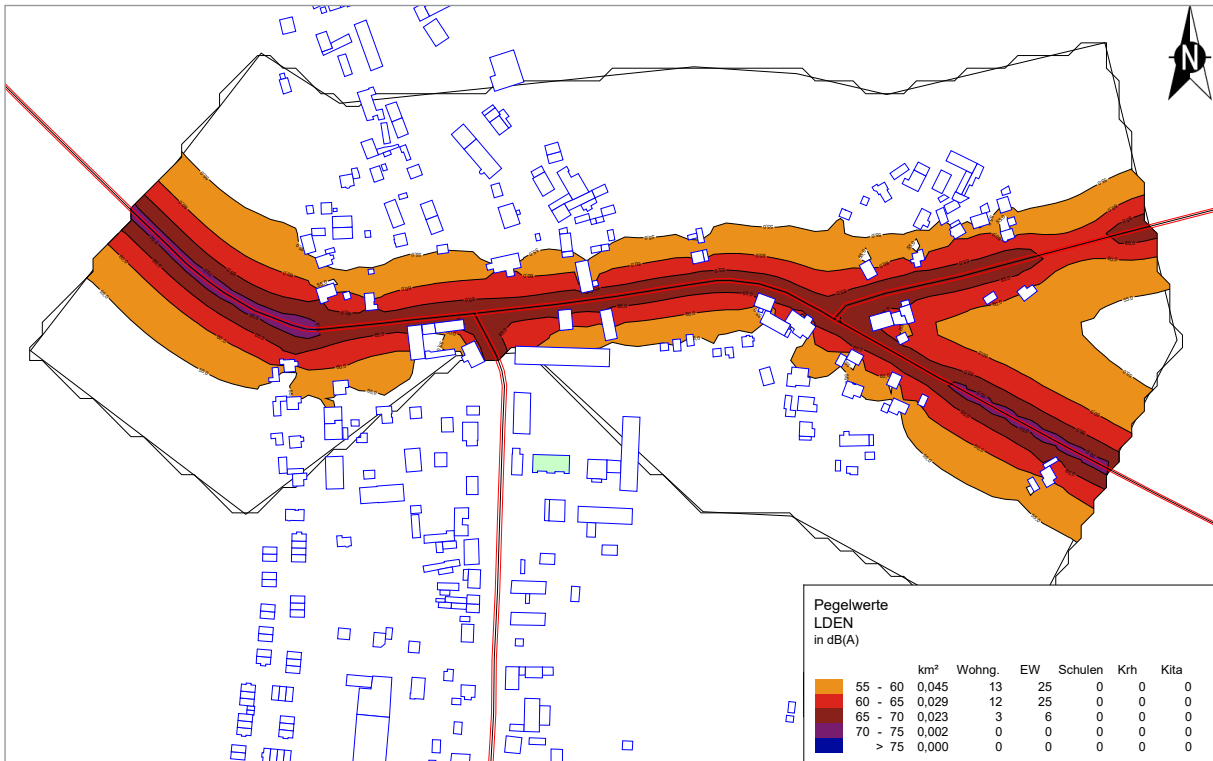 N
Pegelwerte
LDEN
in dB(A)
km² Wohng. EW Schulen Krh Kita
55 - 60 0,045 13 25 0 0 0
60 - 65 0,029 12 25 0 0 0
65 - 70 0,023 3 6 0 0 0
70 - 75 0,002 0 0 0 0 0
> 75 0,000 0 0 0 0 0